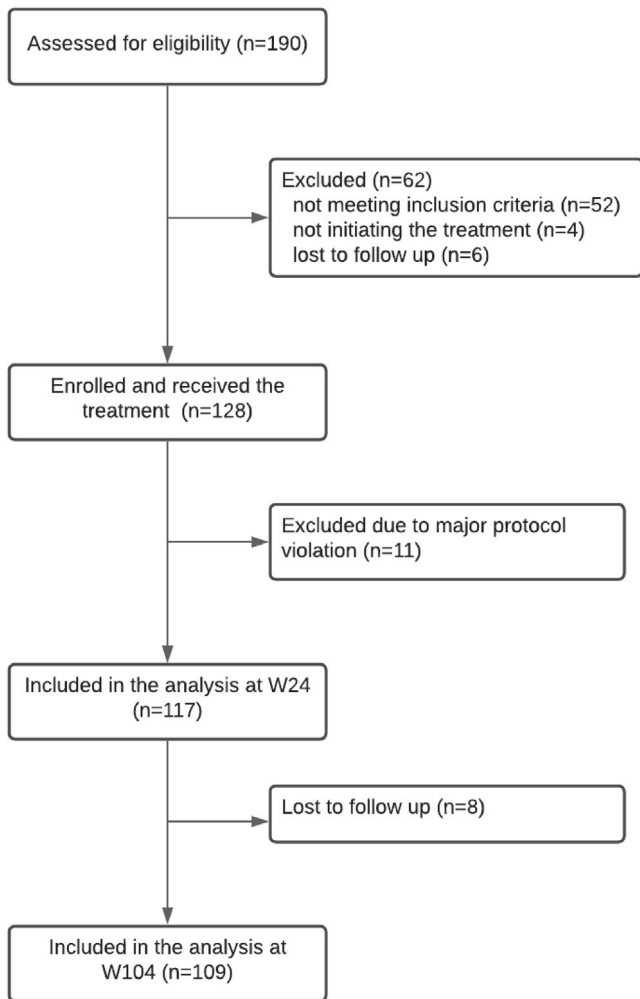 Assessed for eligibility (n=190)
Excluded (n=62)
not meeting inclusion criteria (n=52)
not initiating the treatment (n=4)
lost to follow up (n=6)
Enrolled and received the
treatment (n=128)
Excluded due to major protocol
violation (n=11)
Included in the analysis at W24
(n=117)
Lost to follow up (n=8)
Included in the analysis at
W104 (n=109)